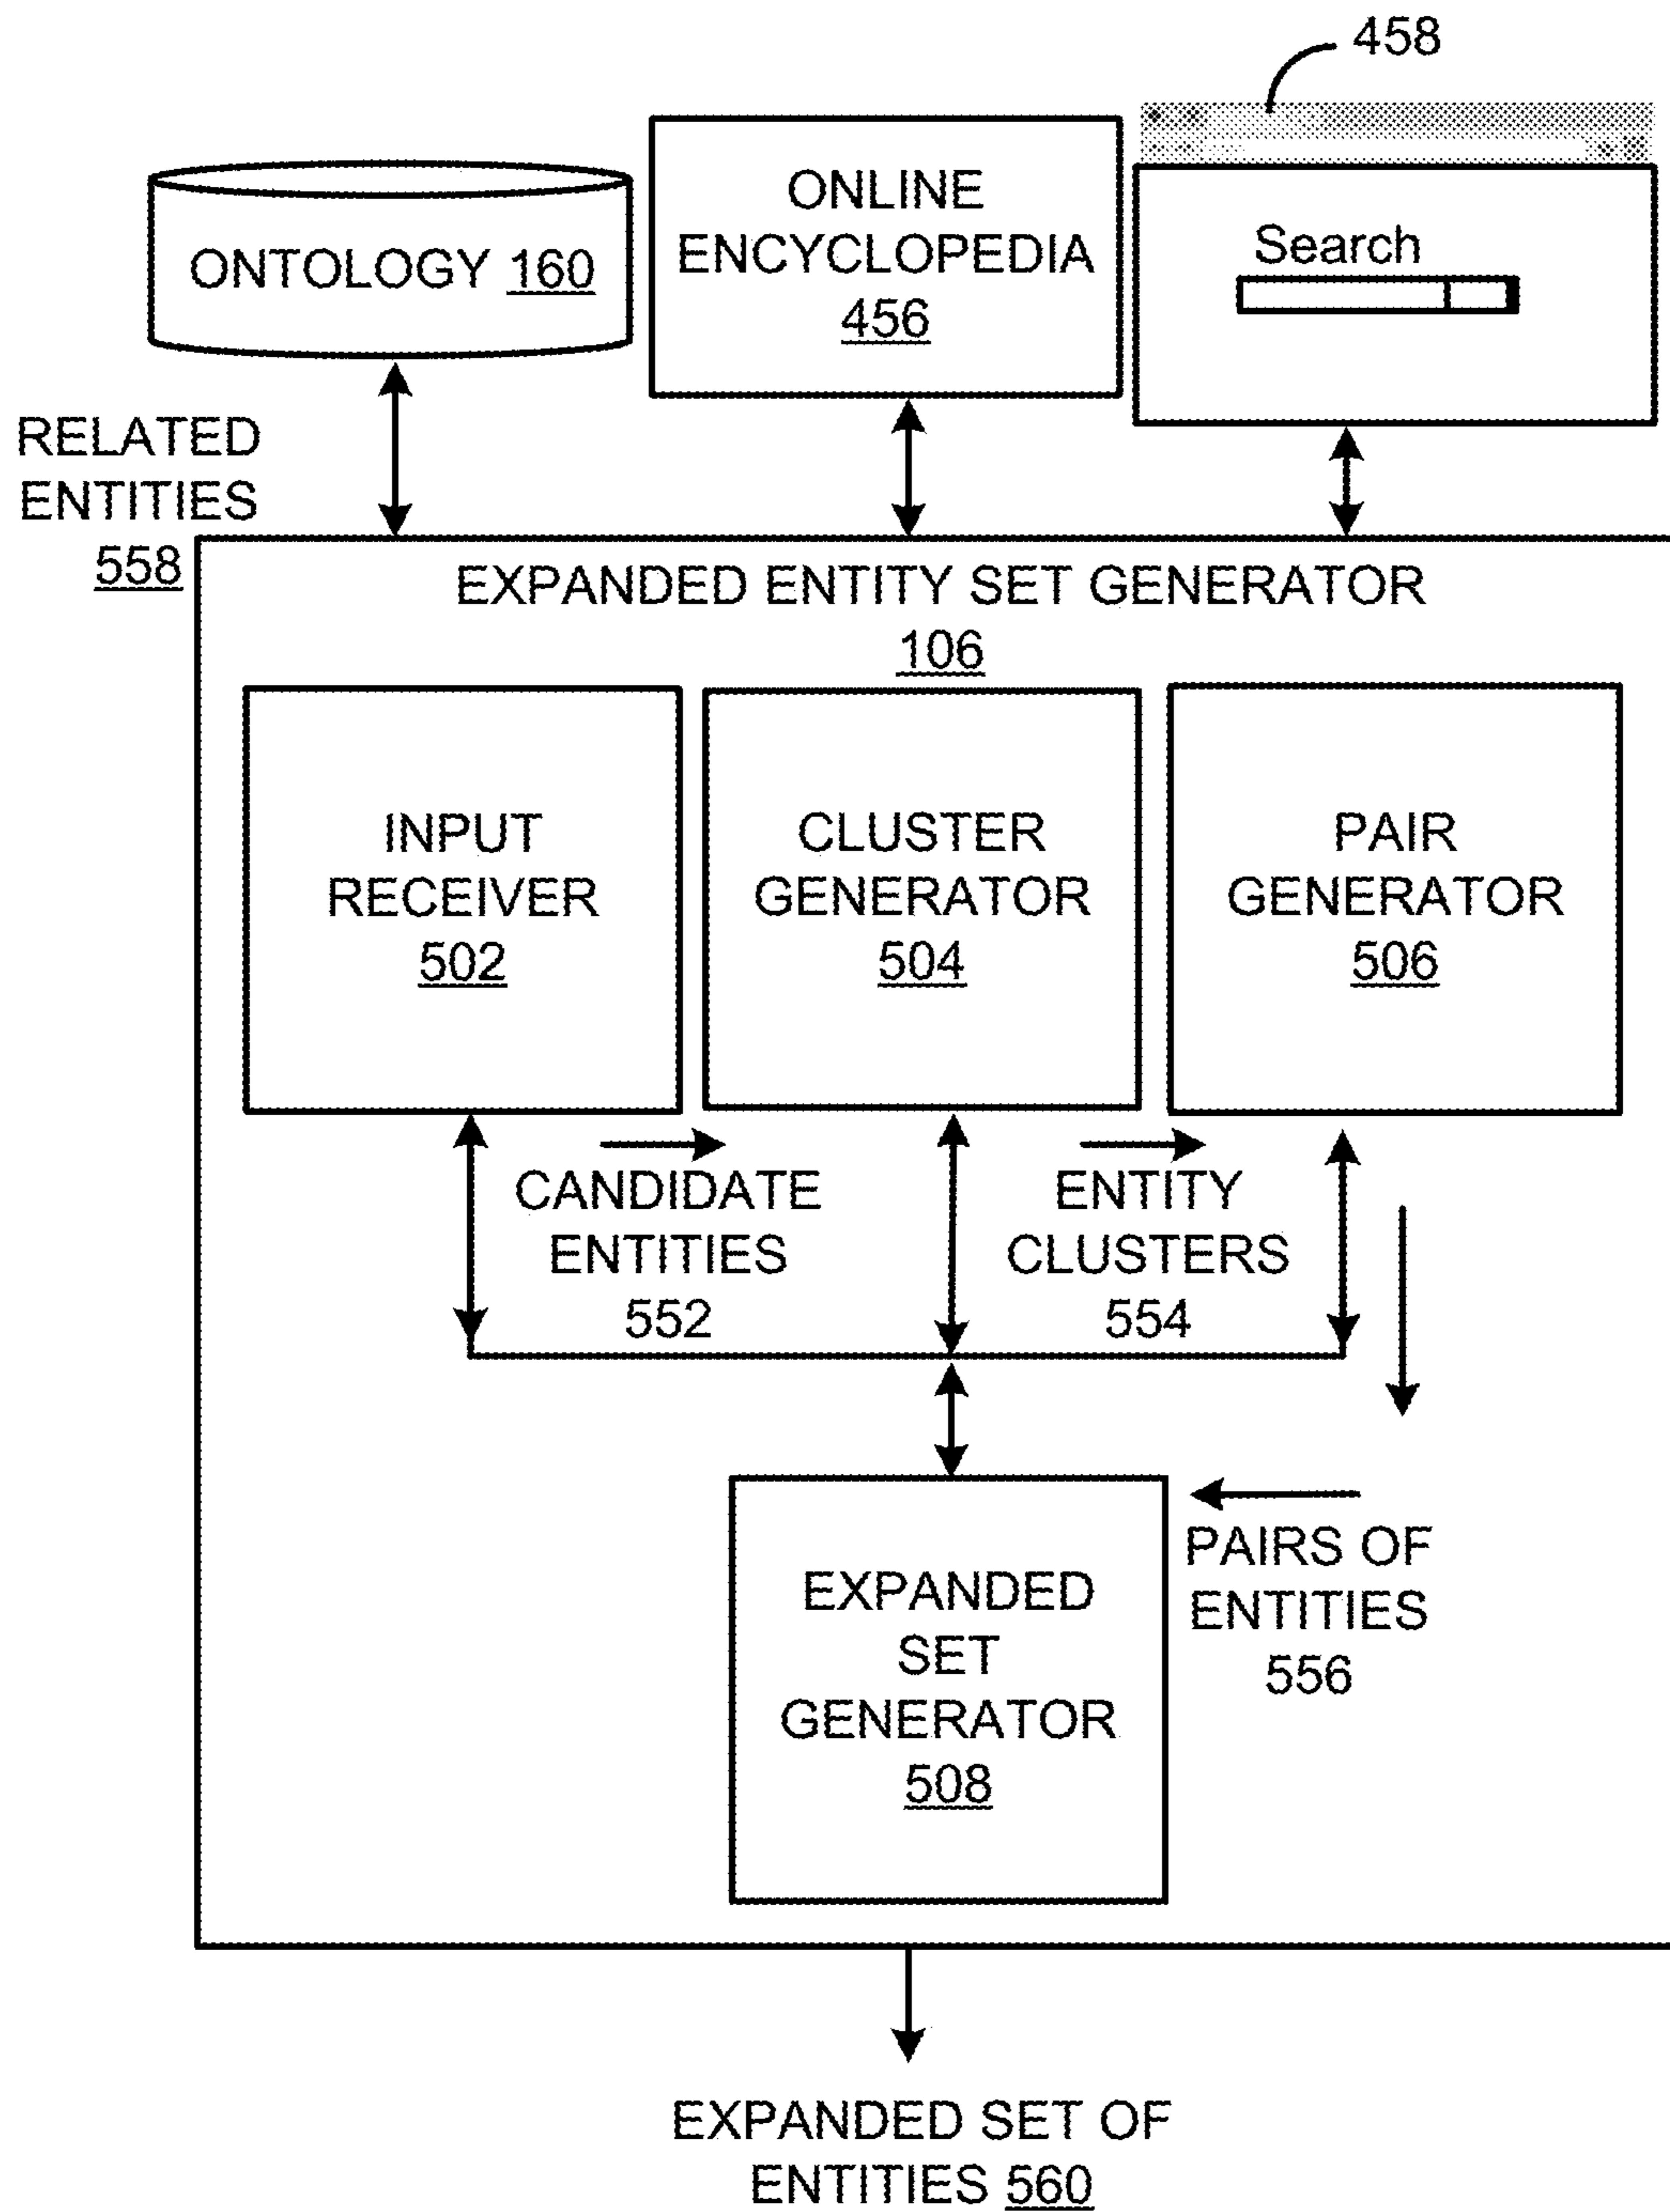 458
ONTOLOGY 160
ONLINE
ENCYCLOPEDIA
456
Search
RELATED
ENTITIES
558
EXPANDED ENTITY SET GENERATOR
106
INPUT
RECEIVER
502
CLUSTER
GENERATOR
504
PAIR
GENERATOR
506
CANDIDATE
ENTITIES
552
ENTITY
CLUSTERS
554
EXPANDED
SET
GENERATOR
508
PAIRS OF
ENTITIES
556
EXPANDED SET OF
ENTITIES 560